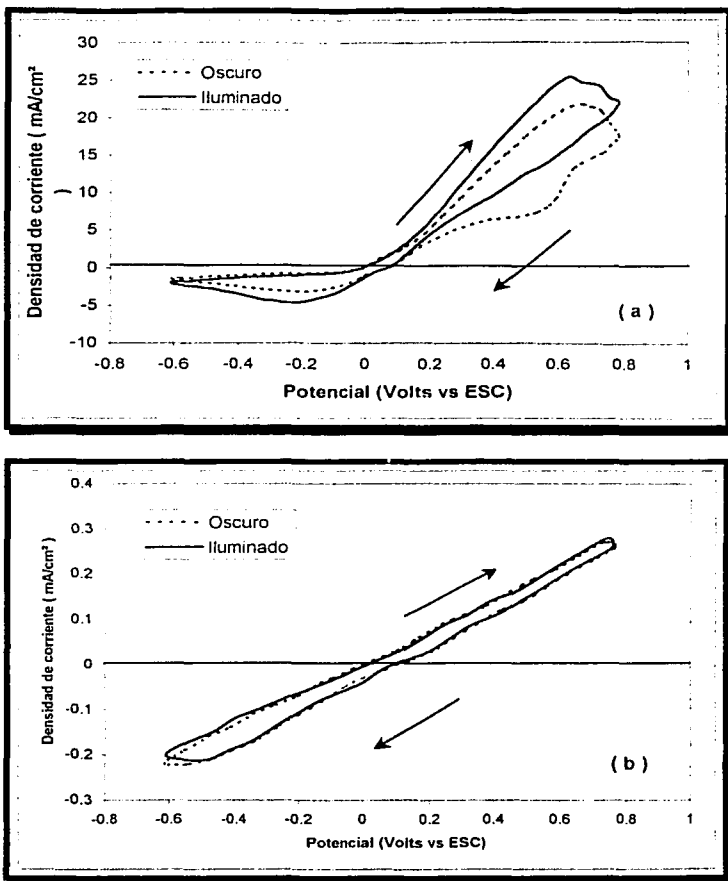 30
25
20
15
10
5
0
-5
-10
Densidad de corriente ( mA/cm²
)
Oscuro
Iluminado
( a )
-0.8 -0.6 -0.4 -0.2 0 0.2 0.4 0.6 0.8 1
Potencial (Volts vs ESC)
0.4
0.3
0.2
0.1
0
-0.1
-0.2
-0.3
Densidad de corriente ( mA/cm²
Oscuro
Iluminado
( b )
-0.8 -0.6 -0.4 -0.2 0 0.2 0.4 0.6 0.8 1
Potencial (Volts vs ESC)